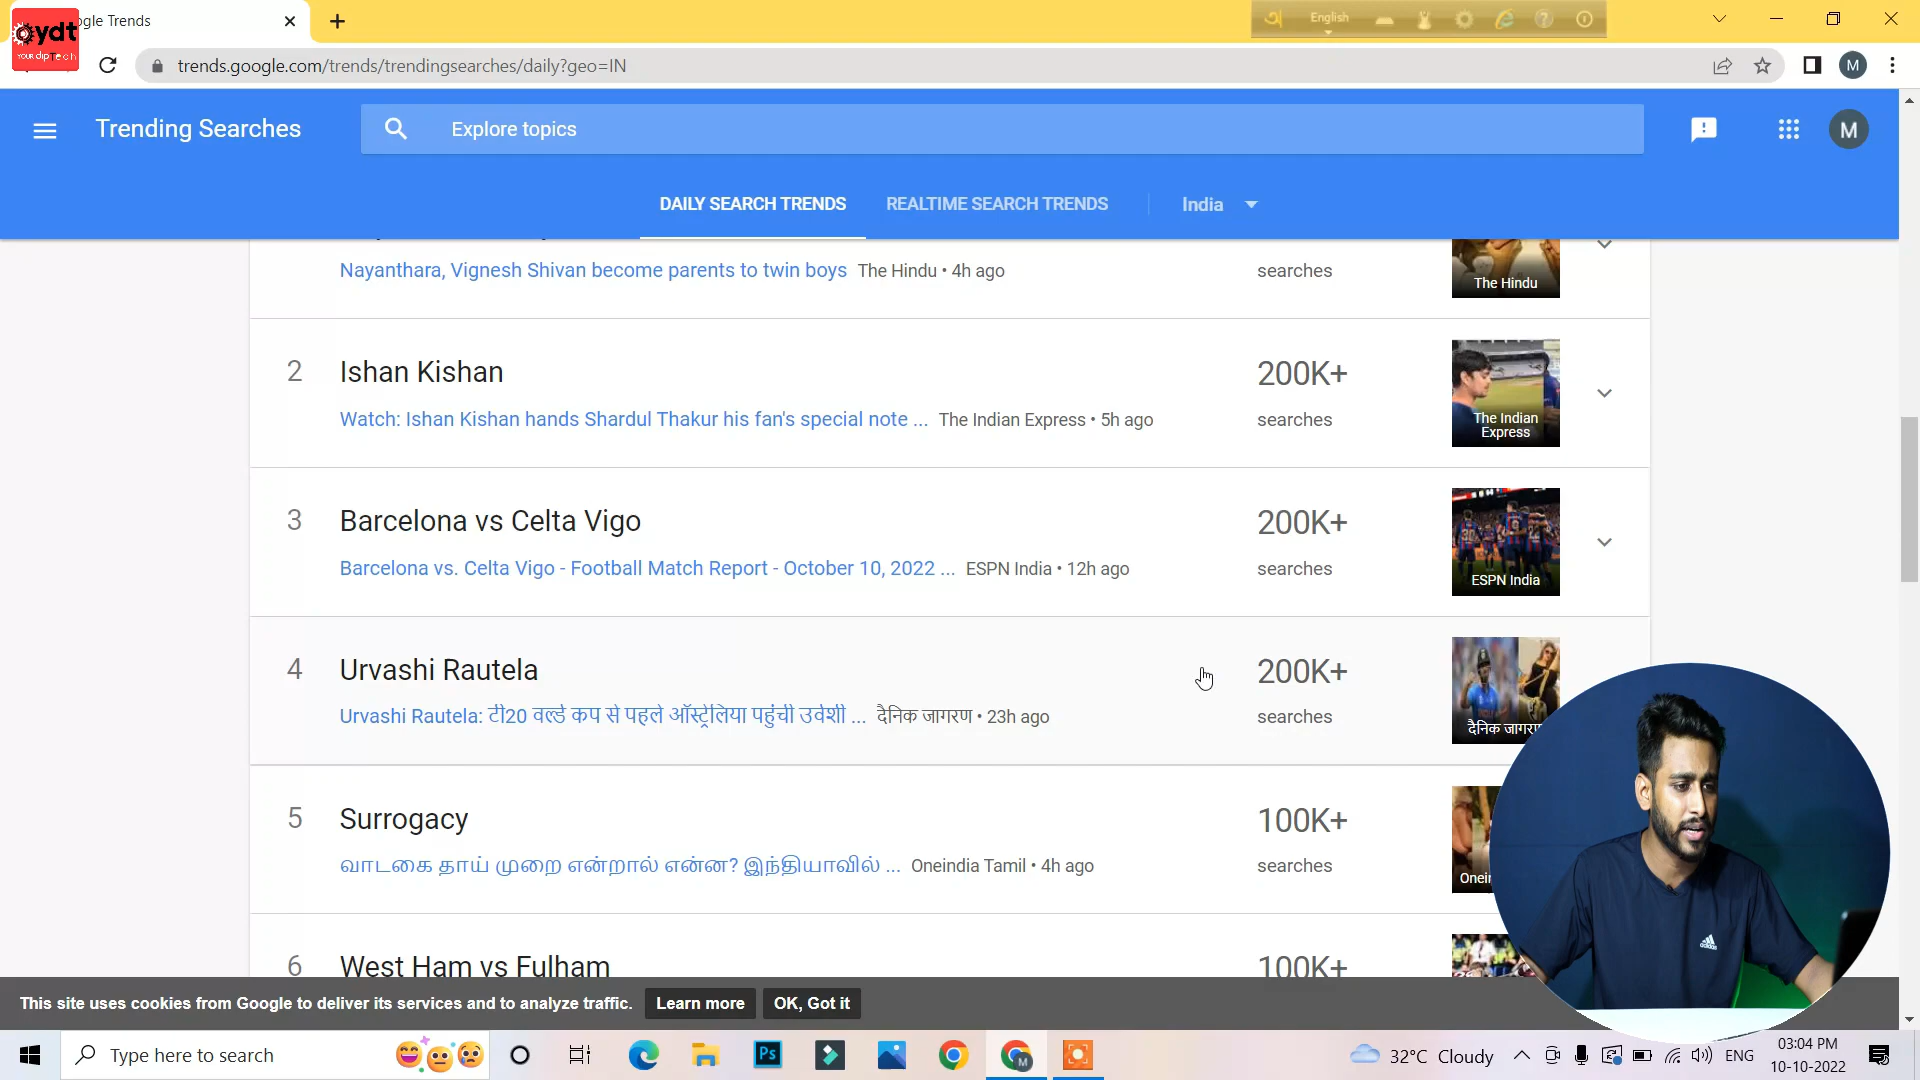 ydt
YOUR dip Tech
gle Trends
English
trends.google.com/trends/trendingsearches/daily?geo=IN
M
Trending Searches
Explore topics
M
DAILY SEARCH TRENDS
REALTIME SEARCH TRENDS
India
Nayanthara, Vignesh Shivan become parents to twin boys The Hindu • 4h ago
searches
The Hindu
2
Ishan Kishan
200K+
Watch: Ishan Kishan hands Shardul Thakur his fan's special note ... The Indian Express • 5h ago
searches
The Indian
Express
3
Barcelona vs Celta Vigo
200K+
Barcelona vs. Celta Vigo - Football Match Report - October 10, 2022 ... ESPN India • 12h ago
searches
ESPN India
4
Urvashi Rautela
200K+
Urvashi Rautela: टी20 वर्ल्ड कप से पहले ऑस्ट्रेलिया पहुंची उर्वशी ... दैनिक जागरण • 23h ago
searches
दैनिक जागरण
5
Surrogacy
100K+
வாடகை தாய் முறை என்றால் என்ன? இந்தியாவில் ... Oneindia Tamil • 4h ago
searches
Onei
6
West Ham vs Fulham
100K+
adidas
This site uses cookies from Google to deliver its services and to analyze traffic.
Learn more
OK, Got it
Type here to search
Ps
M
32°C Cloudy
ENG
03:04 PM
10-10-2022